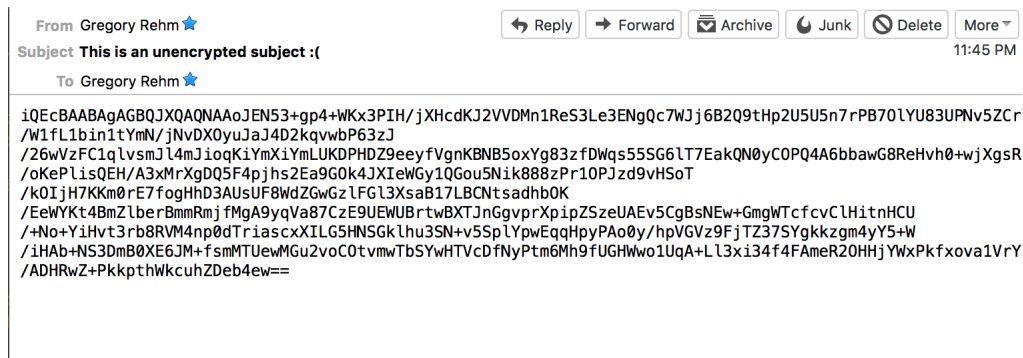 From Gregory Rehm
Reply Forward Archive Junk Delete More
Subject This is an unencrypted subject :(
11:45 PM
To Gregory Rehm
iQEcBAABAgAGBQJXQAQNAAoJEN53+gp4+WKx3PIH/jXHcdKJ2VVDMn1ReS3Le3ENgQc7WJj6B2Q9tHp2U5U5n7rPB7OlYU83UPNv5ZCr
/W1fL1bin1tYmN/jNvDXOyuJaJ4D2kqvwbP63zJ
/26wVzFC1qlvsmJl4mJioqKiYmXiYmLUKDPHDZ9eeyfVgnKBNB5oxYg83zfDWqs55SG6lT7EakQN0yCOPQ4A6bbawG8ReHvh0+wjXgsR
/oKePlisQEH/A3xMrXgDQ5F4pjhs2Ea9GOk4JXIeWGy1QGou5Nik888zPr1OPJzd9vHSoT
/kOIjH7KKm0rE7fogHhD3AUsUF8WdZGwGzlFGl3XsaB17LBCNtsadhbOK
/EeWYKt4BmZlberBmmRmjfMgA9yqVa87CzE9UEWUBrtwBXTJnGgvprXpipZSzeUAEv5CgBsNEw+GmgWTcfcvClHitnHCU
/+No+YiHvt3rb8RVM4np0dTriascxXILG5HNSGklhu3SN+v5SplYpwEqqHpyPAo0y/hpVGVz9FjTZ37SYgkkzgm4yY5+W
/iHAb+NS3DmB0XE6JM+fsmMTUewMGu2voCOtvmwTbSYwHTVcDfNyPtm6Mh9fUGHWwo1UqA+Ll3xi34f4FAmeR2OHHjYWxPkfxova1VrY
/ADHRwZ+PkkpthWkcuhZDeb4ew==